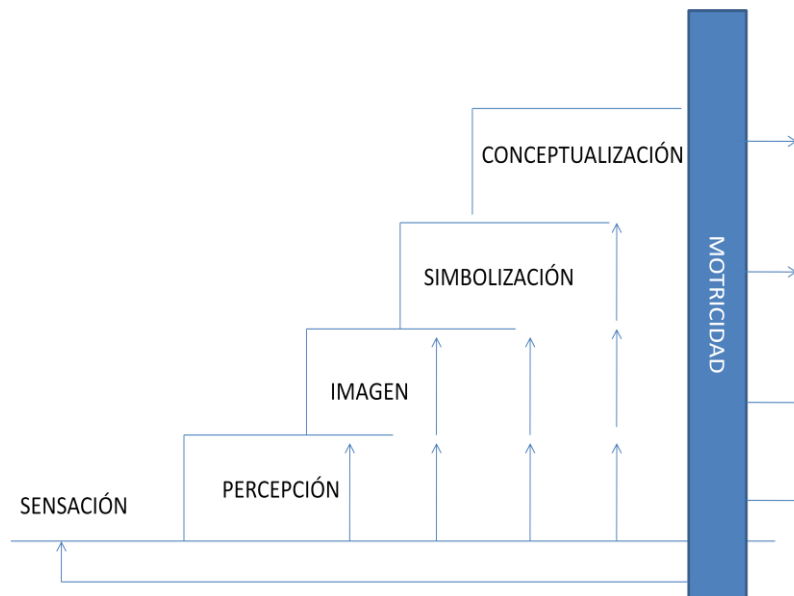 CONCEPTUALIZACIÓN
SIMBOLIZACIÓN
IMAGEN
PERCEPCIÓN
SENSACIÓN
MOTRICIDAD